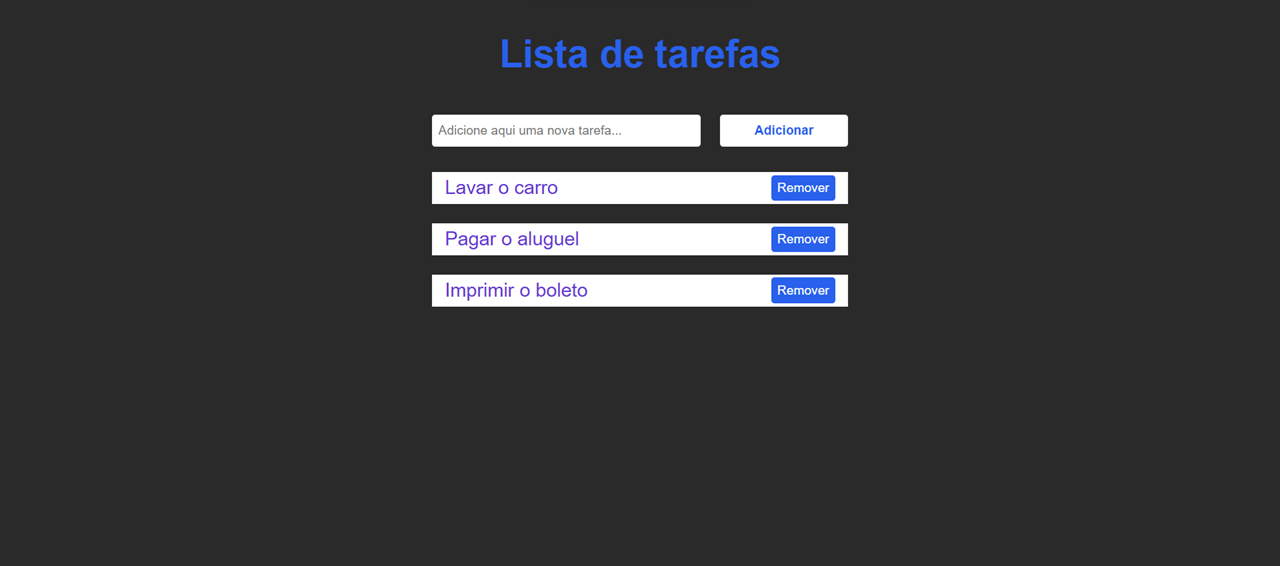 Lista de tarefas
Adicione aqui uma nova tarefa... Adicionar
Lavar o carro Remover
Pagar o aluguel Remover
Imprimir o boleto Remover